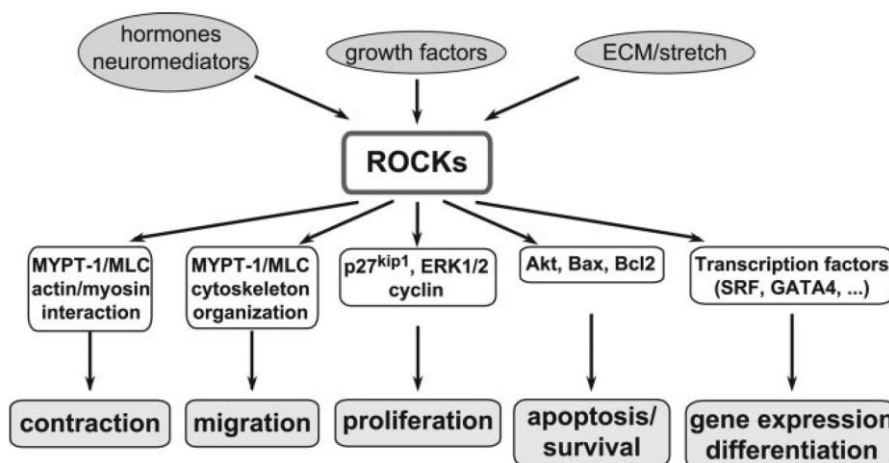 hormones
neuromediators
growth factors
ECM/stretch
ROCKs
MYPT-1/MLC
actin/myosin
interaction
MYPT-1/MLC
cytoskeleton
organization
p27kip1, ERK1/2
cyclin
Akt, Bax, Bcl2
Transcription factors
(SRF, GATA4, ...)
contraction
migration
proliferation
apoptosis/
survival
gene expression
differentiation